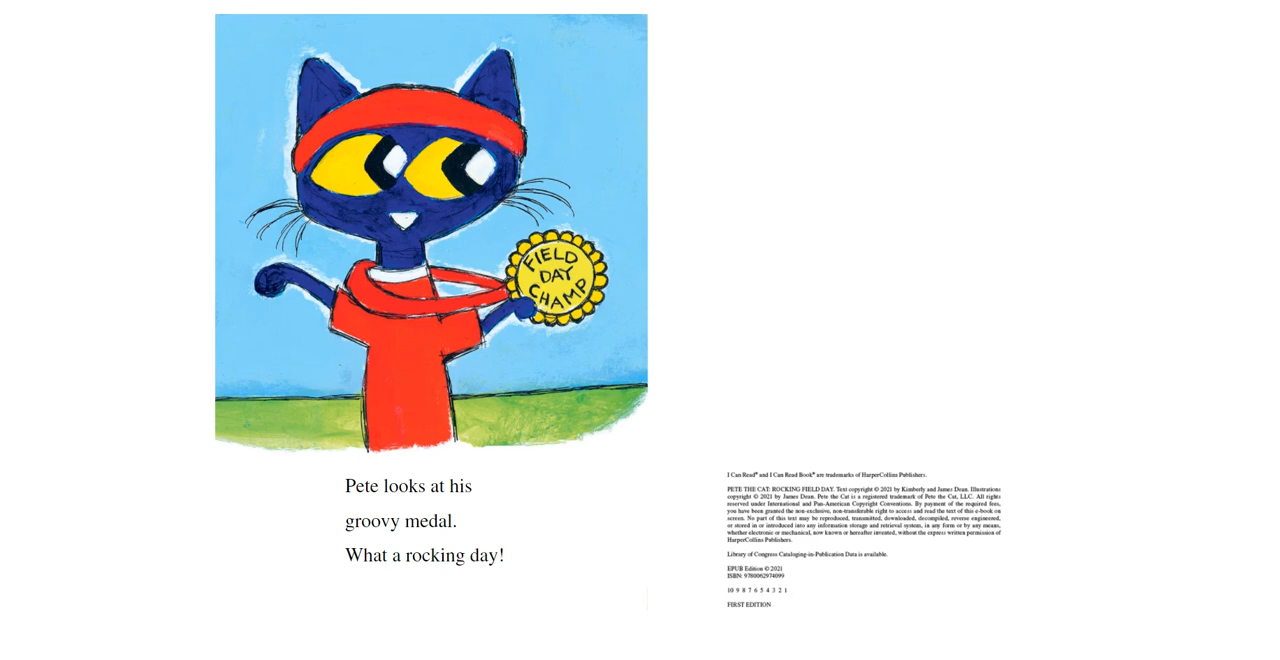 FIELD
DAY
CHAMP
Pete looks at his
groovy medal.
What a rocking day!
I Can Read® and I Can Read Book® are trademarks of HarperCollins Publishers.
PETE THE CAT: ROCKING FIELD DAY. Text copyright © 2021 by Kimberly and James Dean. Illustrations
copyright © 2021 by James Dean. Pete the Cat is a registered trademark of Pete the Cat, LLC. All rights
reserved under International and Pan-American Copyright Conventions. By payment of the required fees,
you have been granted the non-exclusive, non-transferable right to access and read the text of this e-book on
screen. No part of this text may be reproduced, transmitted, downloaded, decompiled, reverse engineered,
or stored in or introduced into any information storage and retrieval system, in any form or by any means,
whether electronic or mechanical, now known or hereafter invented, without the express written permission of
HarperCollins Publishers.
Library of Congress Cataloging-in-Publication Data is available.
EPUB Edition © 2021
ISBN: 9780062974099
10 9 8 7 6 5 4 3 2 1
FIRST EDITION